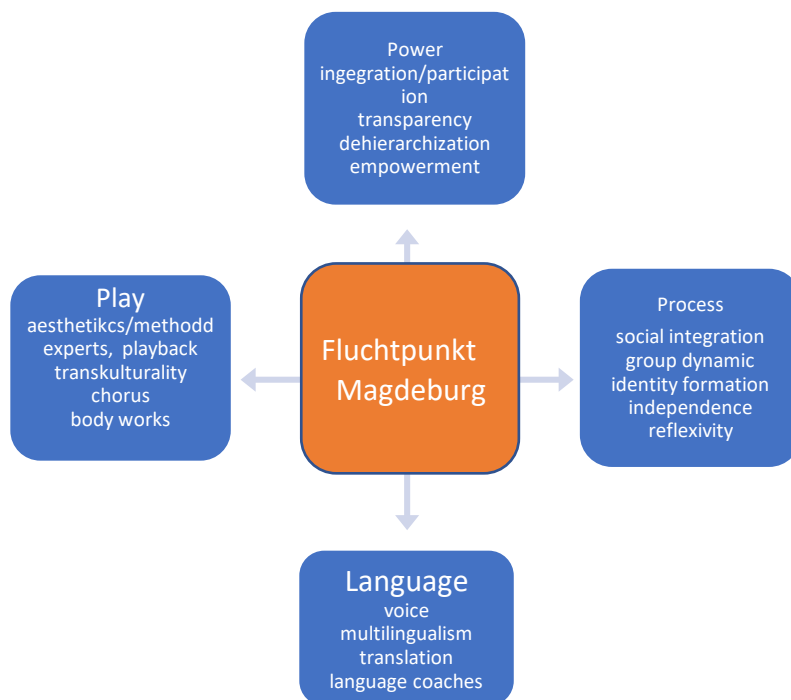 Power
ingegration/participat
ion
transparency
dehierarchization
empowerment
Play
aesthetikcs/methodd
experts, playback
transkulturality
chorus
body works
Fluchtpunkt
Magdeburg
Process
social integration
group dynamic
identity formation
independence
reflexivity
Language
voice
multilingualism
translation
language coaches